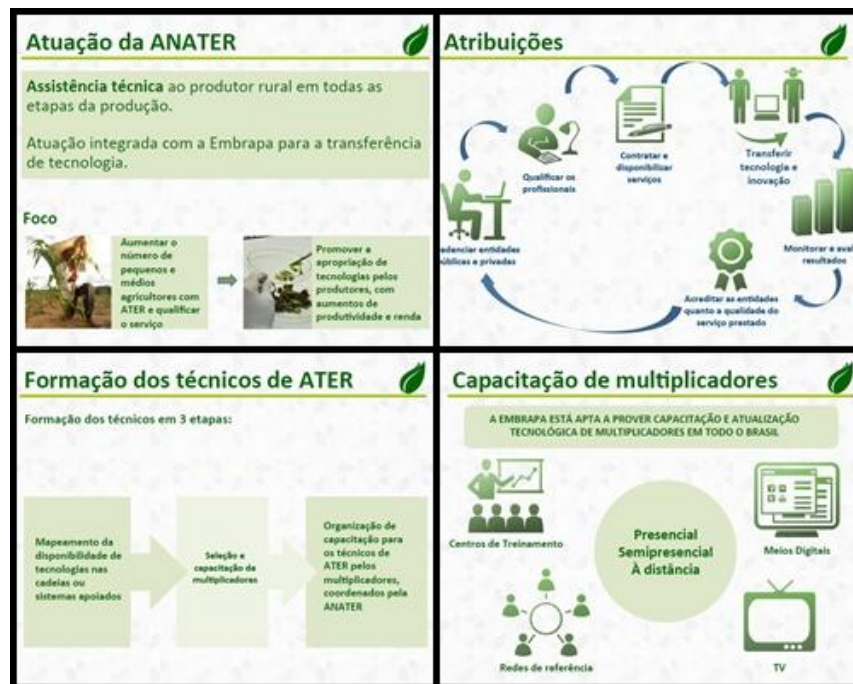 Atuação da ANATER
Assistência técnica ao produtor rural em todas as
etapas da produção.
Atuação integrada com a Embrapa para a transferência
de tecnologia.
Foco
Aumentar o
número de
pequenos e
médios
agricultores com
ATER e qualificar
o serviço
Promover a
apropriação de
tecnologias pelos
produtores, com
aumentos de
produtividade e renda
Atribuições
Qualificar os
profissionais
Contratar e
disponibilizar
serviços
Transferir
tecnologia e
inovação
edenciar entidades
úblicas e privadas
Monitorar e aval
resultados
Acreditar as entidades
quanto a qualidade do
serviço prestado
Formação dos técnicos de ATER
Formação dos técnicos em 3 etapas:
Mapeamento da
disponibilidade de
tecnologias nas
cadeias ou
sistemas apoiados
Seleção e
capacitação de
multiplicadores
Organização de
capacitação para
os técnicos de
ATER pelos
multiplicadores,
coordenados pela
ANATER
Capacitação de multiplicadores
A EMBRAPA ESTÁ APTA A PROVER CAPACITAÇÃO E ATUALIZAÇÃO
TECNOLÓGICA DE MULTIPLICADORES EM TODO O BRASIL
Centros de Treinamento
Presencial
Semipresencial
À distância
Meios Digitais
Redes de referência
TV